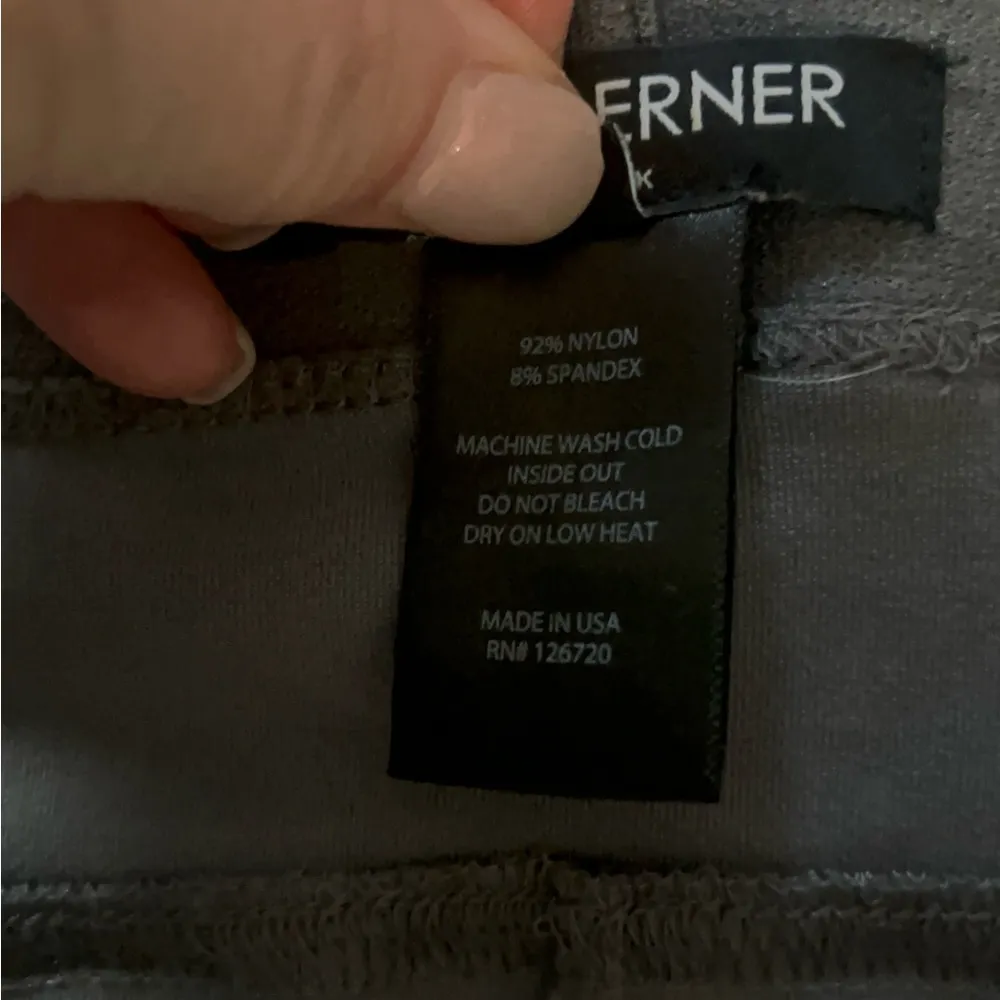 ERNER
K
92% NYLON
8% SPANDEX
MACHINE WASH COLD
INSIDE OUT
DO NOT BLEACH
DRY ON LOW HEAT
MADE IN USA
RN# 126720